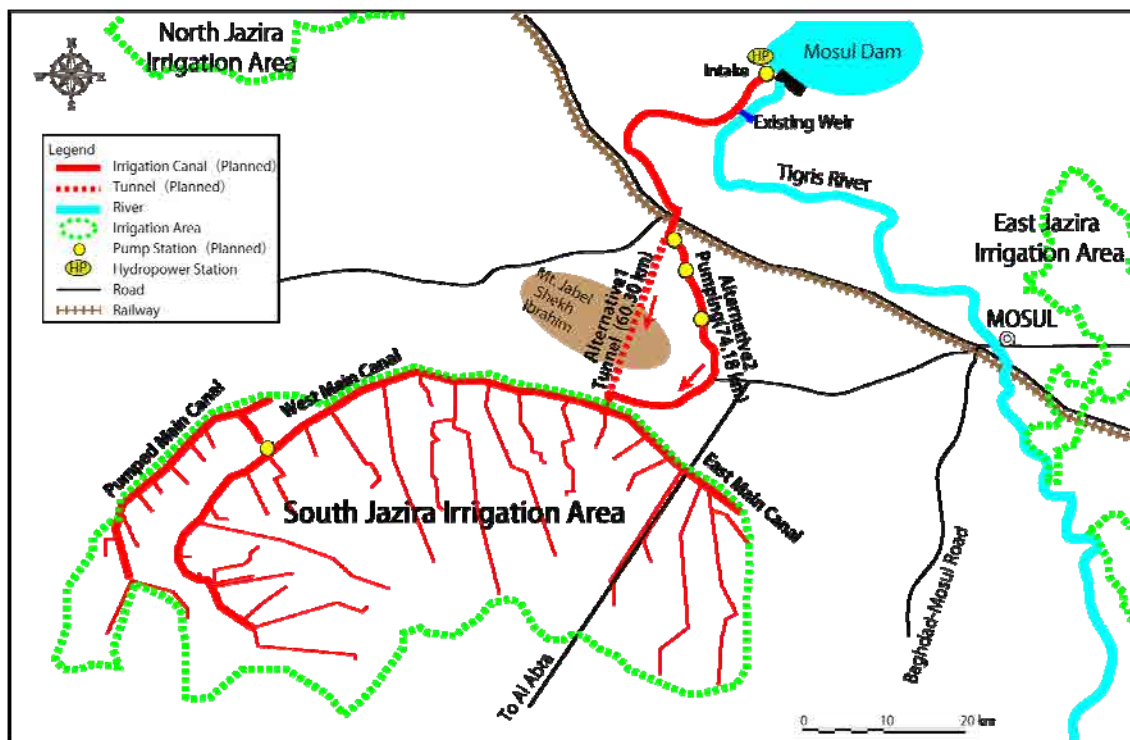 North Jazira
Irrigation Area
N
W
E
S
HP
Intake
Mosul Dam
Existing Weir
Tigris River
East Jazira
Irrigation Area
MOSUL
Legend
Irrigation Canal (Planned)
Tunnel (Planned)
River
Irrigation Area
Pump Station (Planned)
HP
Hydropower Station
Road
Railway
Mt. Jabel
Shekh
Ibrahim
Alternative1
Tunnel (60.30 km)
Alternative2
Pumping(74.18 km)
West Main Canal
Pumped Main Canal
East Main Canal
South Jazira Irrigation Area
To Al Abta
Baghdad-Mosul Road
0 10 20 km